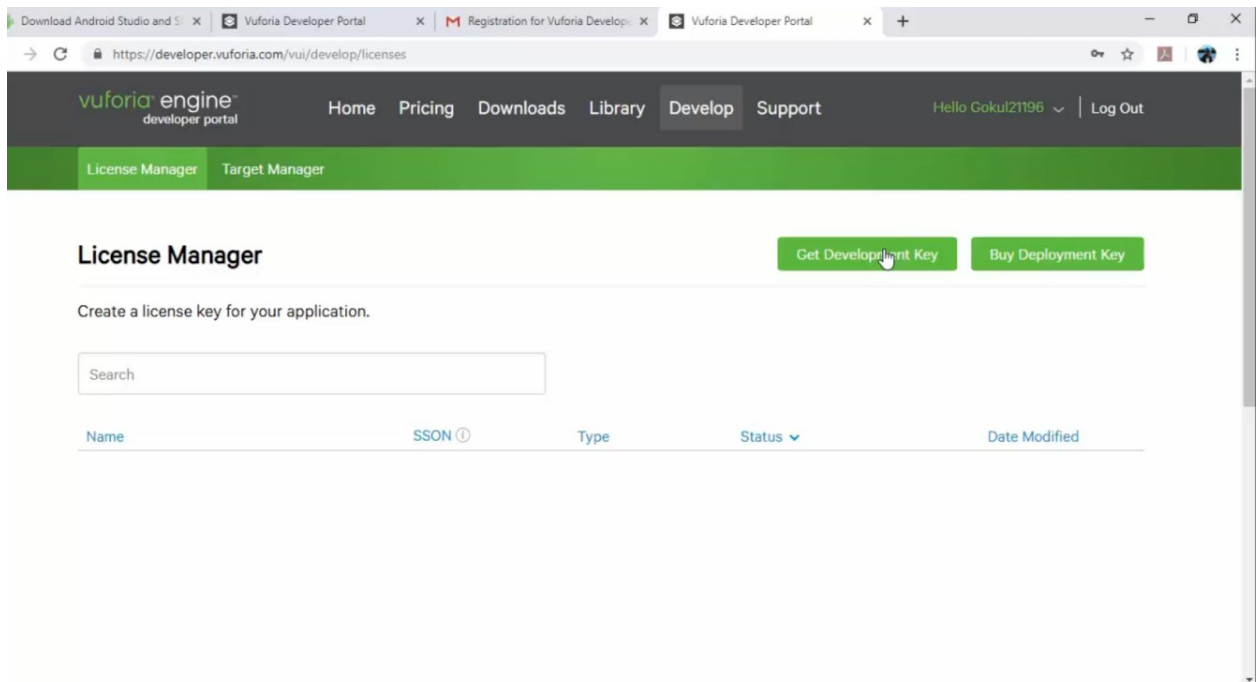 Download Android Studio and S
Vuforia Developer Portal
Registration for Vuforia Develop
Vuforia Developer Portal
https://developer.vuforia.com/vui/develop/licenses
vuforia engine™
developer portal
Home
Pricing
Downloads
Library
Develop
Support
Hello Gokul21196
Log Out
License Manager
Target Manager
License Manager
Get Development Key
Buy Deployment Key
Create a license key for your application.
Search
Name
SSON
Type
Status
Date Modified